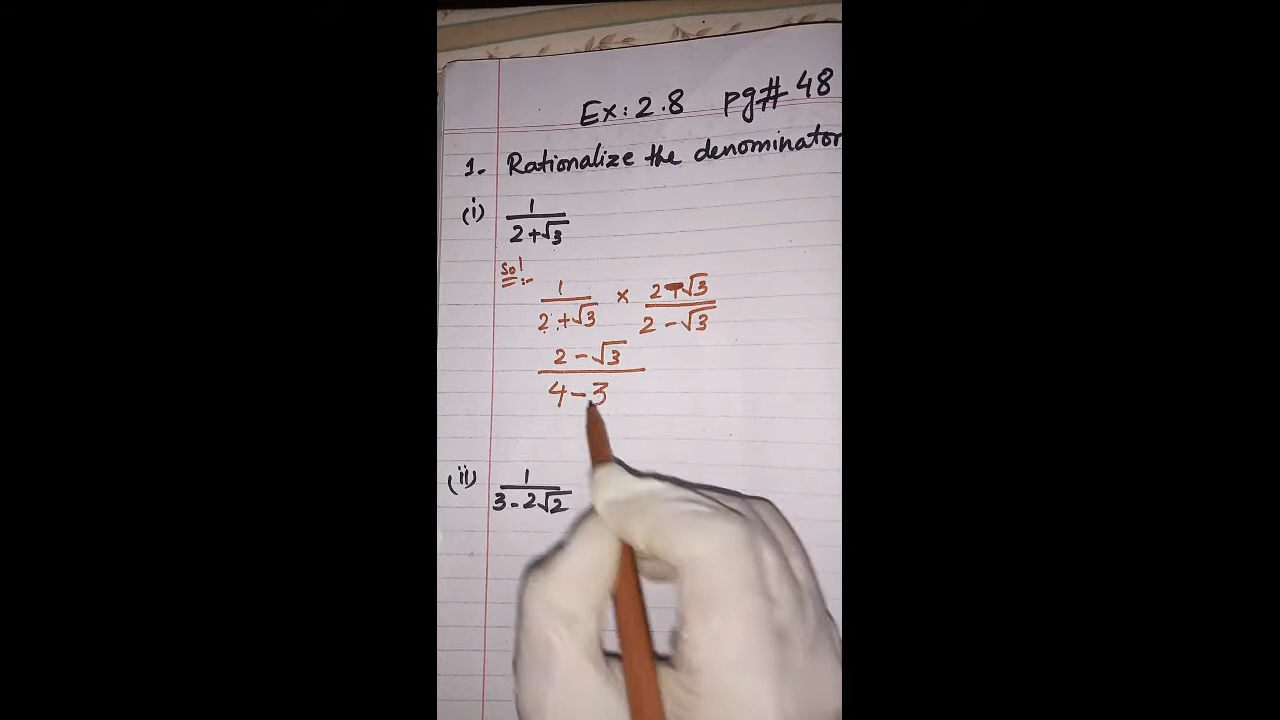 Ex: 2.8 pg# 48
1. Rationalize the denominator
(i) 1/(2+√3)
Sol:-
1/(2+√3) × (2-√3)/(2-√3)
(2-√3)/(4-3)
(ii) 1/(3-2√2)